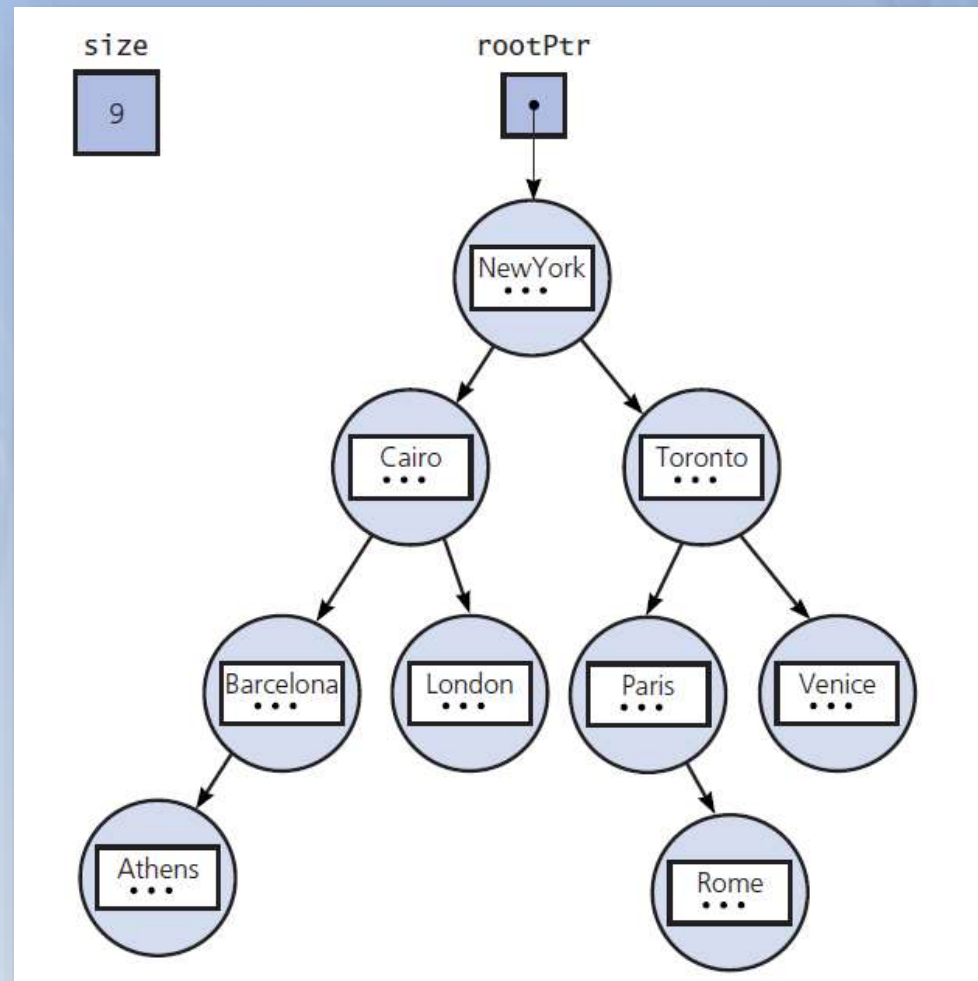 size
rootPtr
9
NewYork
•••
Cairo
•••
Toronto
•••
Barcelona
•••
London
•••
Paris
•••
Venice
•••
Athens
•••
Rome
•••